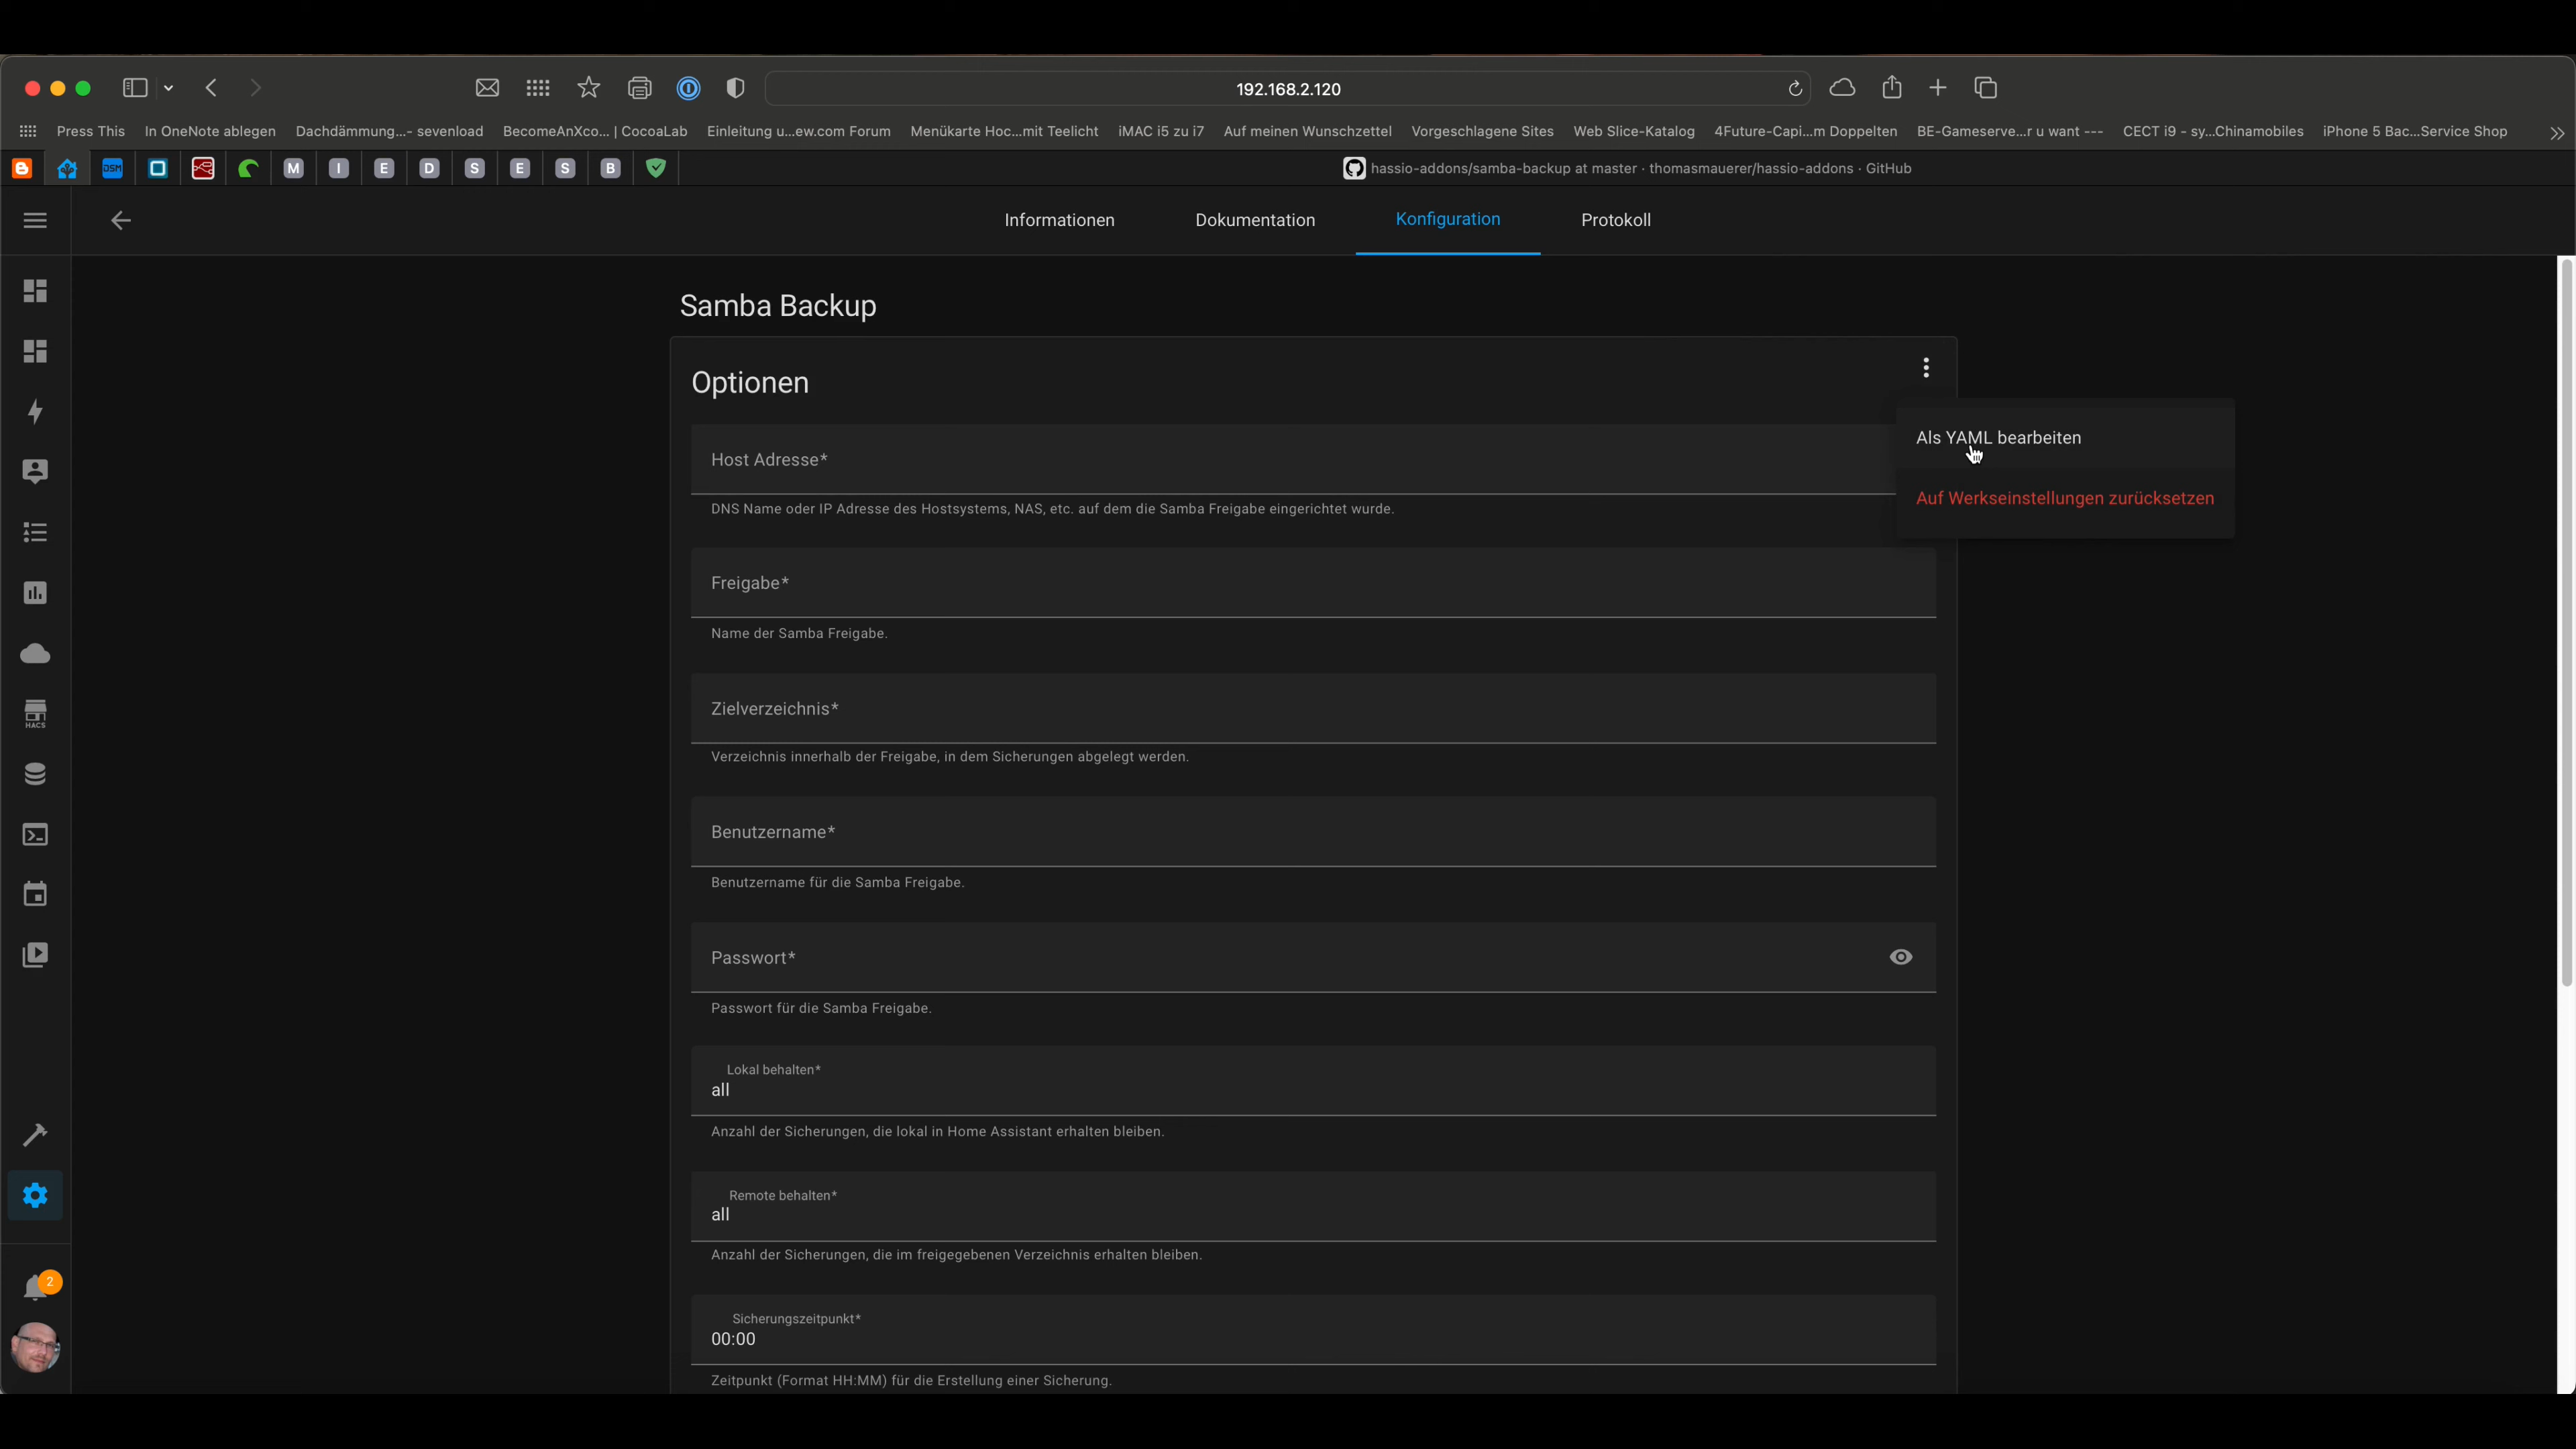 192.168.2.120
Press This
In OneNote ablegen
Dachdämmung...- sevenload
BecomeAnXco... | CocoaLab
Einleitung u...ew.com Forum
Menükarte Hoc...mit Teelicht
iMAC i5 zu i7
Auf meinen Wunschzettel
Vorgeschlagene Sites
Web Slice-Katalog
4Future-Capi...m Doppelten
BE-Gameserve...r u want ---
CECT i9 - sy...Chinamobiles
iPhone 5 Bac...Service Shop
DSM
M
I
E
D
S
E
S
B
hassio-addons/samba-backup at master · thomasmauerer/hassio-addons · GitHub
Informationen
Dokumentation
Konfiguration
Protokoll
Samba Backup
Optionen
Als YAML bearbeiten
Auf Werkseinstellungen zurücksetzen
Host Adresse*
DNS Name oder IP Adresse des Hostsystems, NAS, etc. auf dem die Samba Freigabe eingerichtet wurde.
Freigabe*
Name der Samba Freigabe.
Zielverzeichnis*
Verzeichnis innerhalb der Freigabe, in dem Sicherungen abgelegt werden.
Benutzername*
Benutzername für die Samba Freigabe.
Passwort*
Passwort für die Samba Freigabe.
Lokal behalten*
all
Anzahl der Sicherungen, die lokal in Home Assistant erhalten bleiben.
Remote behalten*
all
Anzahl der Sicherungen, die im freigegebenen Verzeichnis erhalten bleiben.
Sicherungszeitpunkt*
00:00
Zeitpunkt (Format HH:MM) für die Erstellung einer Sicherung.
HACS
2